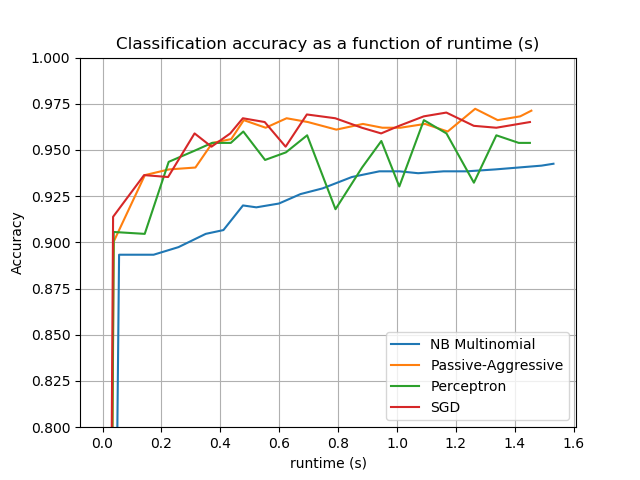 Classification accuracy as a function of runtime (s)
1.000
0.975
0.950
0.925
0.900
0.875
0.850
0.825
0.800
Accuracy
NB Multinomial
Passive-Aggressive
Perceptron
SGD
0.0 0.2 0.4 0.6 0.8 1.0 1.2 1.4 1.6
runtime (s)